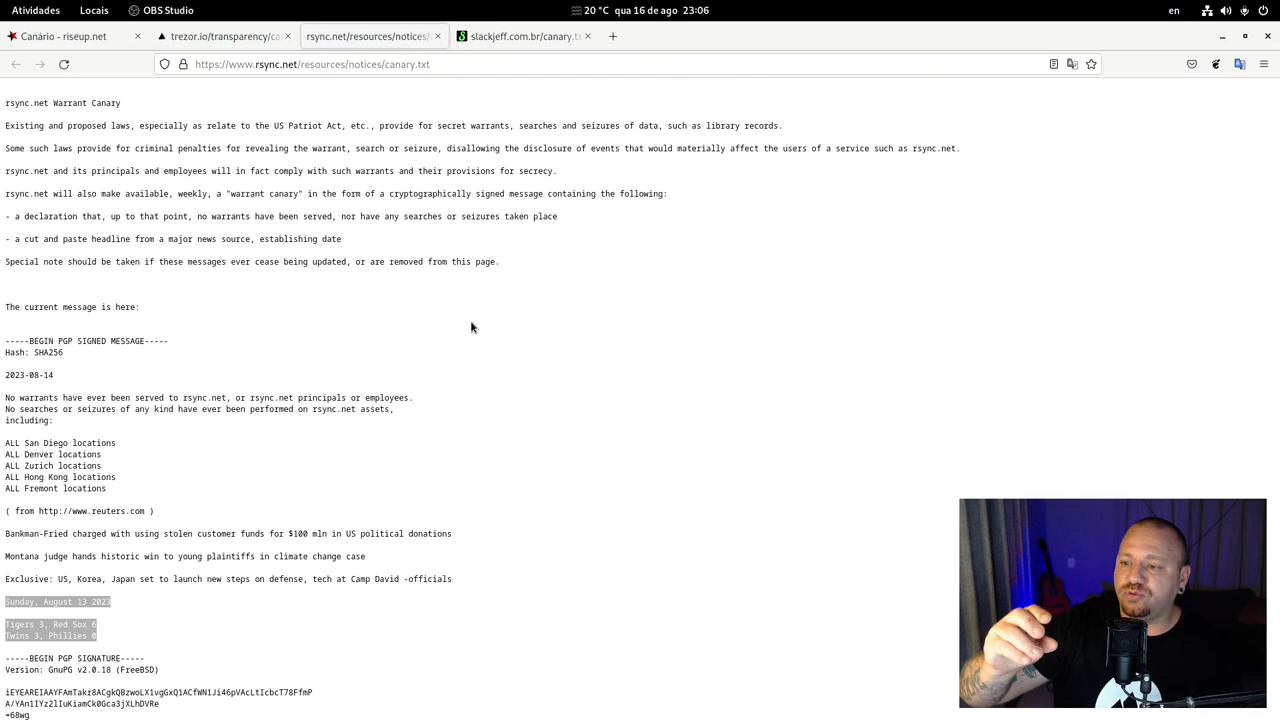 Atividades Locais OBS Studio 20 °C qua 16 de ago 23:06 en
Canário - riseup.net trezor.io/transparency/ca rsync.net/resources/notices/c slackjeff.com.br/canary.tx
https://www.rsync.net/resources/notices/canary.txt
rsync.net Warrant Canary
Existing and proposed laws, especially as relate to the US Patriot Act, etc., provide for secret warrants, searches and seizures of data, such as library records.
Some such laws provide for criminal penalties for revealing the warrant, search or seizure, disallowing the disclosure of events that would materially affect the users of a service such as rsync.net.
rsync.net and its principals and employees will in fact comply with such warrants and their provisions for secrecy.
rsync.net will also make available, weekly, a "warrant canary" in the form of a cryptographically signed message containing the following:
- a declaration that, up to that point, no warrants have been served, nor have any searches or seizures taken place
- a cut and paste headline from a major news source, establishing date
Special note should be taken if these messages ever cease being updated, or are removed from this page.
The current message is here:
-----BEGIN PGP SIGNED MESSAGE-----
Hash: SHA256
2023-08-14
No warrants have ever been served to rsync.net, or rsync.net principals or employees.
No searches or seizures of any kind have ever been performed on rsync.net assets,
including:
ALL San Diego locations
ALL Denver locations
ALL Zurich locations
ALL Hong Kong locations
ALL Fremont locations
( from http://www.reuters.com )
Bankman-Fried charged with using stolen customer funds for $100 mln in US political donations
Montana judge hands historic win to young plaintiffs in climate change case
Exclusive: US, Korea, Japan set to launch new steps on defense, tech at Camp David -officials
Sunday, August 13 2023
Tigers 3, Red Sox 6
Twins 3, Phillies 0
-----BEGIN PGP SIGNATURE-----
Version: GnuPG v2.0.18 (FreeBSD)
iEYEAREIAAYFAmTakr8ACgkQBzwoLX1vgGxQ1ACfWN1Ji46pVAcLtIcbcT78FfmP
A/YAn1IYz2lIuKiamCk0Gca3jXLhDVRe
=68wg